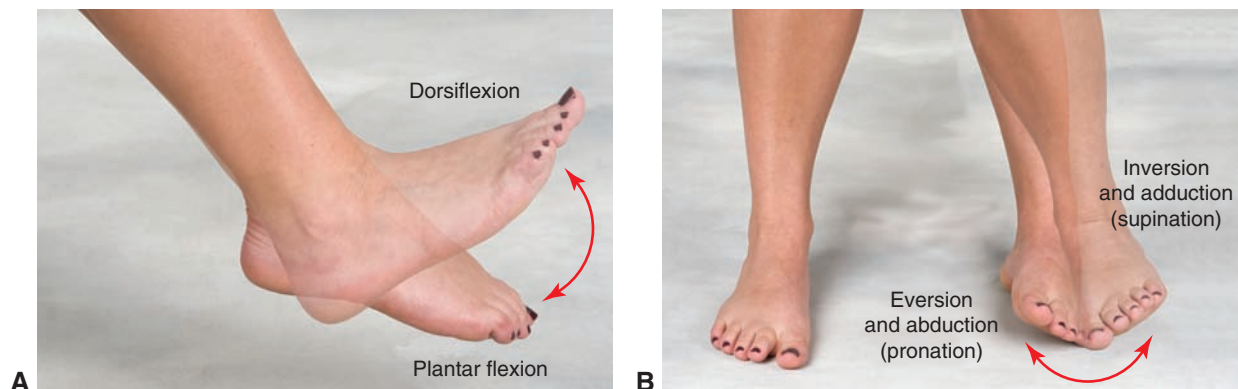 Dorsiflexion
Plantar flexion
A
Inversion
and adduction
(supination)
Eversion
and abduction
(pronation)
B